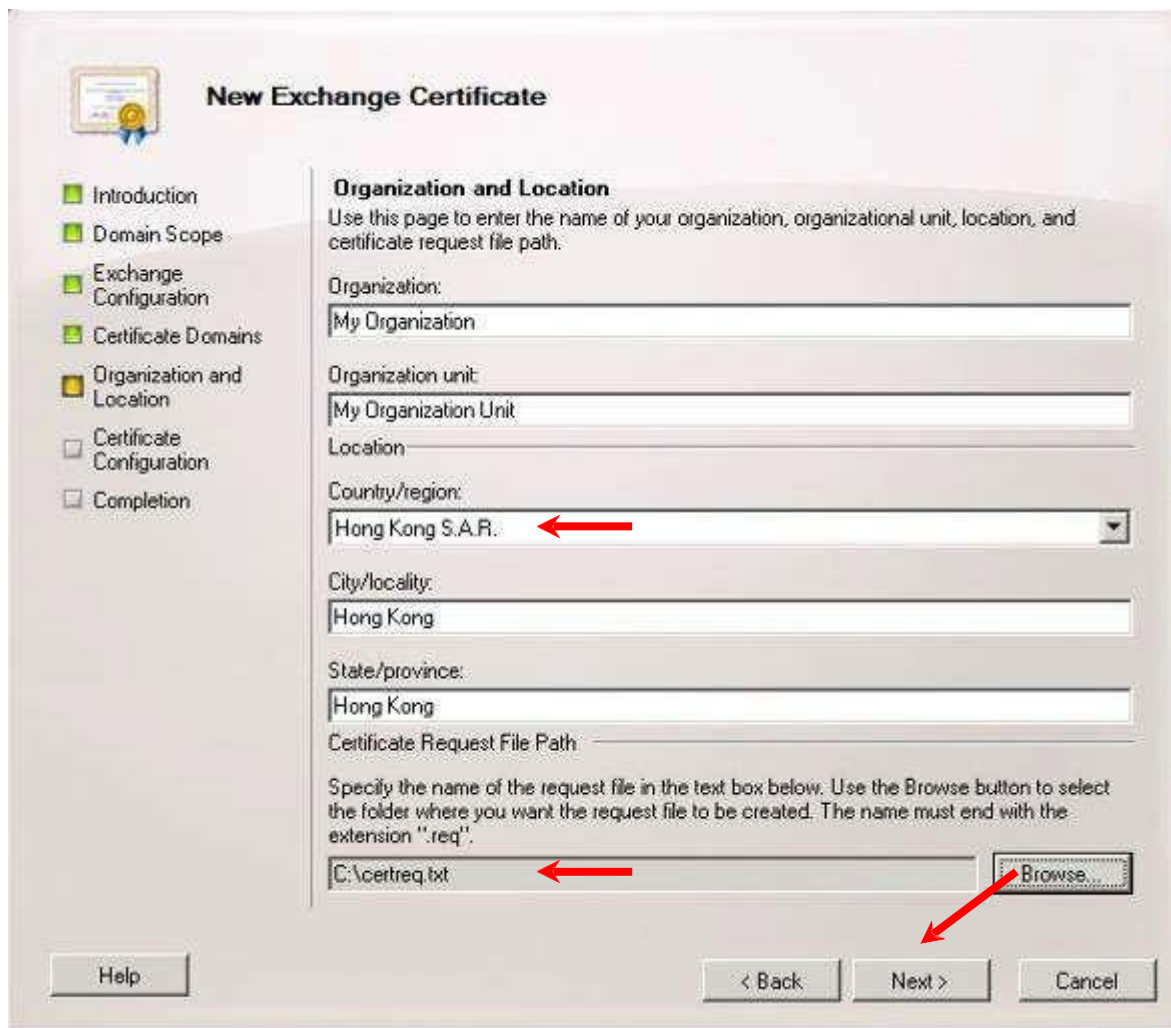 New Exchange Certificate
Introduction
Domain Scope
Exchange
Configuration
Certificate Domains
Organization and
Location
Certificate
Configuration
Completion
Organization and Location
Use this page to enter the name of your organization, organizational unit, location, and
certificate request file path.
Organization:
My Organization
Organization unit:
My Organization Unit
Location
Country/region:
Hong Kong S.A.R.
City/locality:
Hong Kong
State/province:
Hong Kong
Certificate Request File Path
Specify the name of the request file in the text box below. Use the Browse button to select
the folder where you want the request file to be created. The name must end with the
extension ".req".
C:\certreq.txt
Browse...
Help
< Back
Next >
Cancel